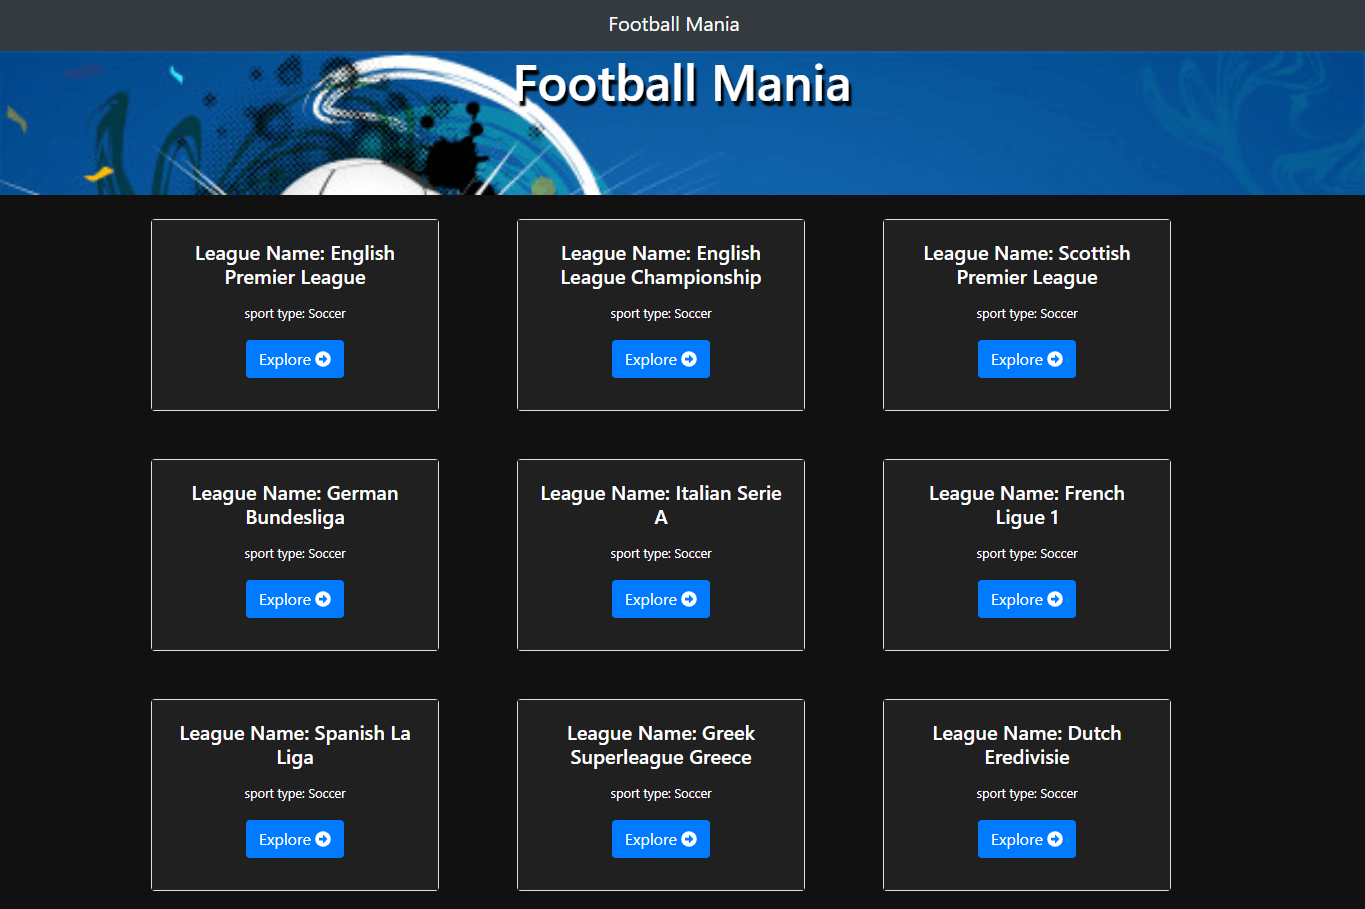 Football Mania
Football Mania
League Name: English
Premier League
sport type: Soccer
Explore
League Name: English
League Championship
sport type: Soccer
Explore
League Name: Scottish
Premier League
sport type: Soccer
Explore
League Name: German
Bundesliga
sport type: Soccer
Explore
League Name: Italian Serie
A
sport type: Soccer
Explore
League Name: French
Ligue 1
sport type: Soccer
Explore
League Name: Spanish La
Liga
sport type: Soccer
Explore
League Name: Greek
Superleague Greece
sport type: Soccer
Explore
League Name: Dutch
Eredivisie
sport type: Soccer
Explore